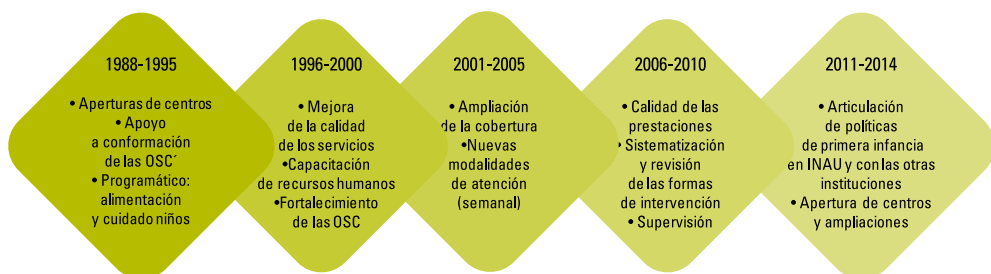 1988-1995
• Aperturas de centros
• Apoyo
a conformación
de las OSC´
• Programático:
alimentación
y cuidado niños
1996-2000
• Mejora
de la calidad
de los servicios
•Capacitación
de recursos humanos
•Fortalecimiento
de las OSC
2001-2005
• Ampliación
de la cobertura
•Nuevas
modalidades
de atención
(semanal)
2006-2010
• Calidad de las
prestaciones
• Sistematización
y revisión
de las formas
de intervención
• Supervisión
2011-2014
• Articulación
de políticas
de primera infancia
en INAU y con las otras
instituciones
• Apertura de centros
y ampliaciones